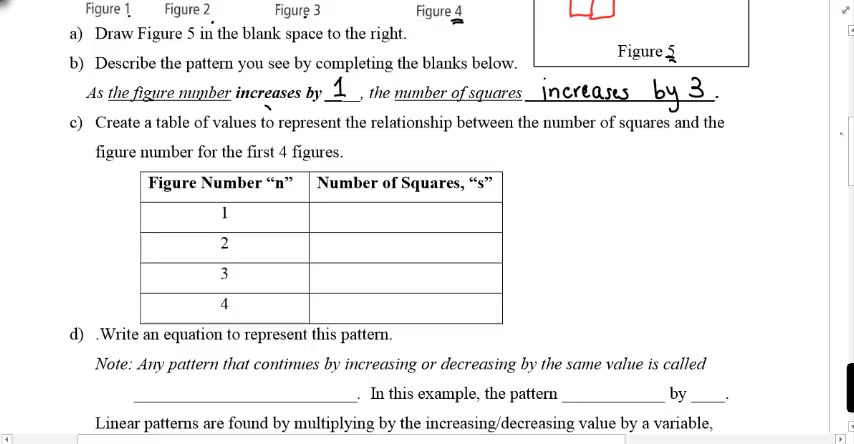 Figure 1 Figure 2 Figure 3 Figure 4
a) Draw Figure 5 in the blank space to the right.
Figure 5
b) Describe the pattern you see by completing the blanks below.
As the figure number increases by 1, the number of squares increases by 3.
c) Create a table of values to represent the relationship between the number of squares and the
figure number for the first 4 figures.
Figure Number “n” Number of Squares, “s”
1
2
3
4
d) .Write an equation to represent this pattern.
Note: Any pattern that continues by increasing or decreasing by the same value is called
____________________. In this example, the pattern ____________ by ____.
Linear patterns are found by multiplying by the increasing/decreasing value by a variable,